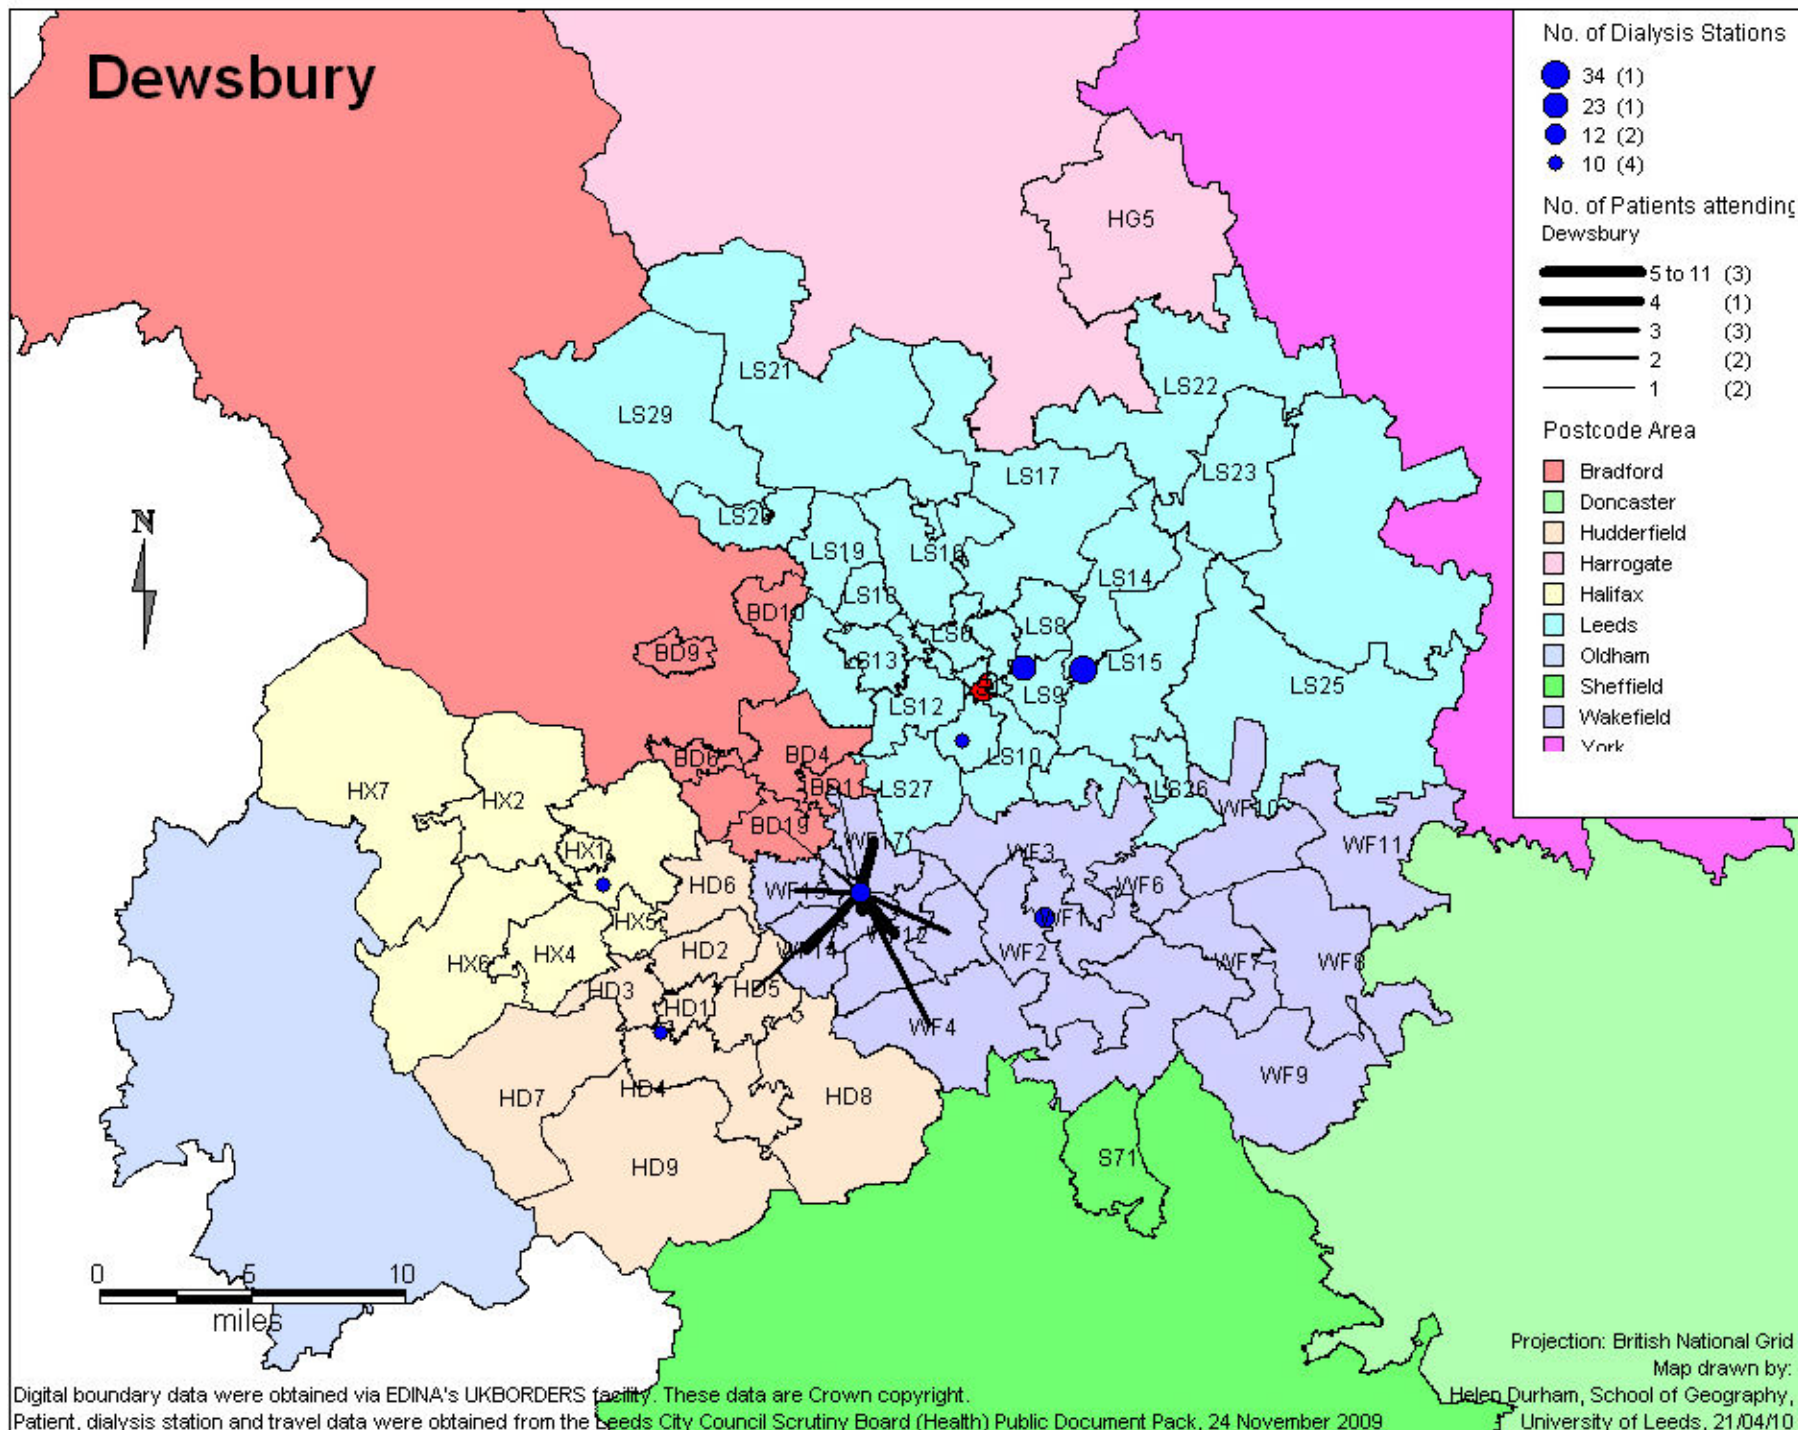 Dewsbury
No. of Dialysis Stations
34 (1)
23 (1)
12 (2)
10 (4)
No. of Patients attending
Dewsbury
5 to 11 (3)
4 (1)
3 (3)
2 (2)
1 (2)
Postcode Area
Bradford
Doncaster
Hudderfield
Harrogate
Halifax
Leeds
Oldham
Sheffield
Wakefield
York
HG5
LS21
LS22
LS29
LS17
LS23
LS20
LS19
LS16
LS14
LS18
BD10
LS6
LS8
BD9
LS13
LS15
LS25
LS9
LS12
BD4
BD6
LS10
BD11
LS27
LS26
HX7
HX2
WF10
BD19
HX1
WF17
WF3
WF11
HD6
WF13
WF6
HX5
WF1
WF12
HX6
HX4
HD2
WF14
WF2
WF7
WF8
HD3
HD5
HD1
WF4
WF9
HD7
HD4
HD8
HD9
S71
N
0 5 10
miles
Projection: British National Grid
Map drawn by:
Helen Durham, School of Geography,
University of Leeds, 21/04/10
Digital boundary data were obtained via EDINA's UKBORDERS facility. These data are Crown copyright.
Patient, dialysis station and travel data were obtained from the Leeds City Council Scrutiny Board (Health) Public Document Pack, 24 November 2009